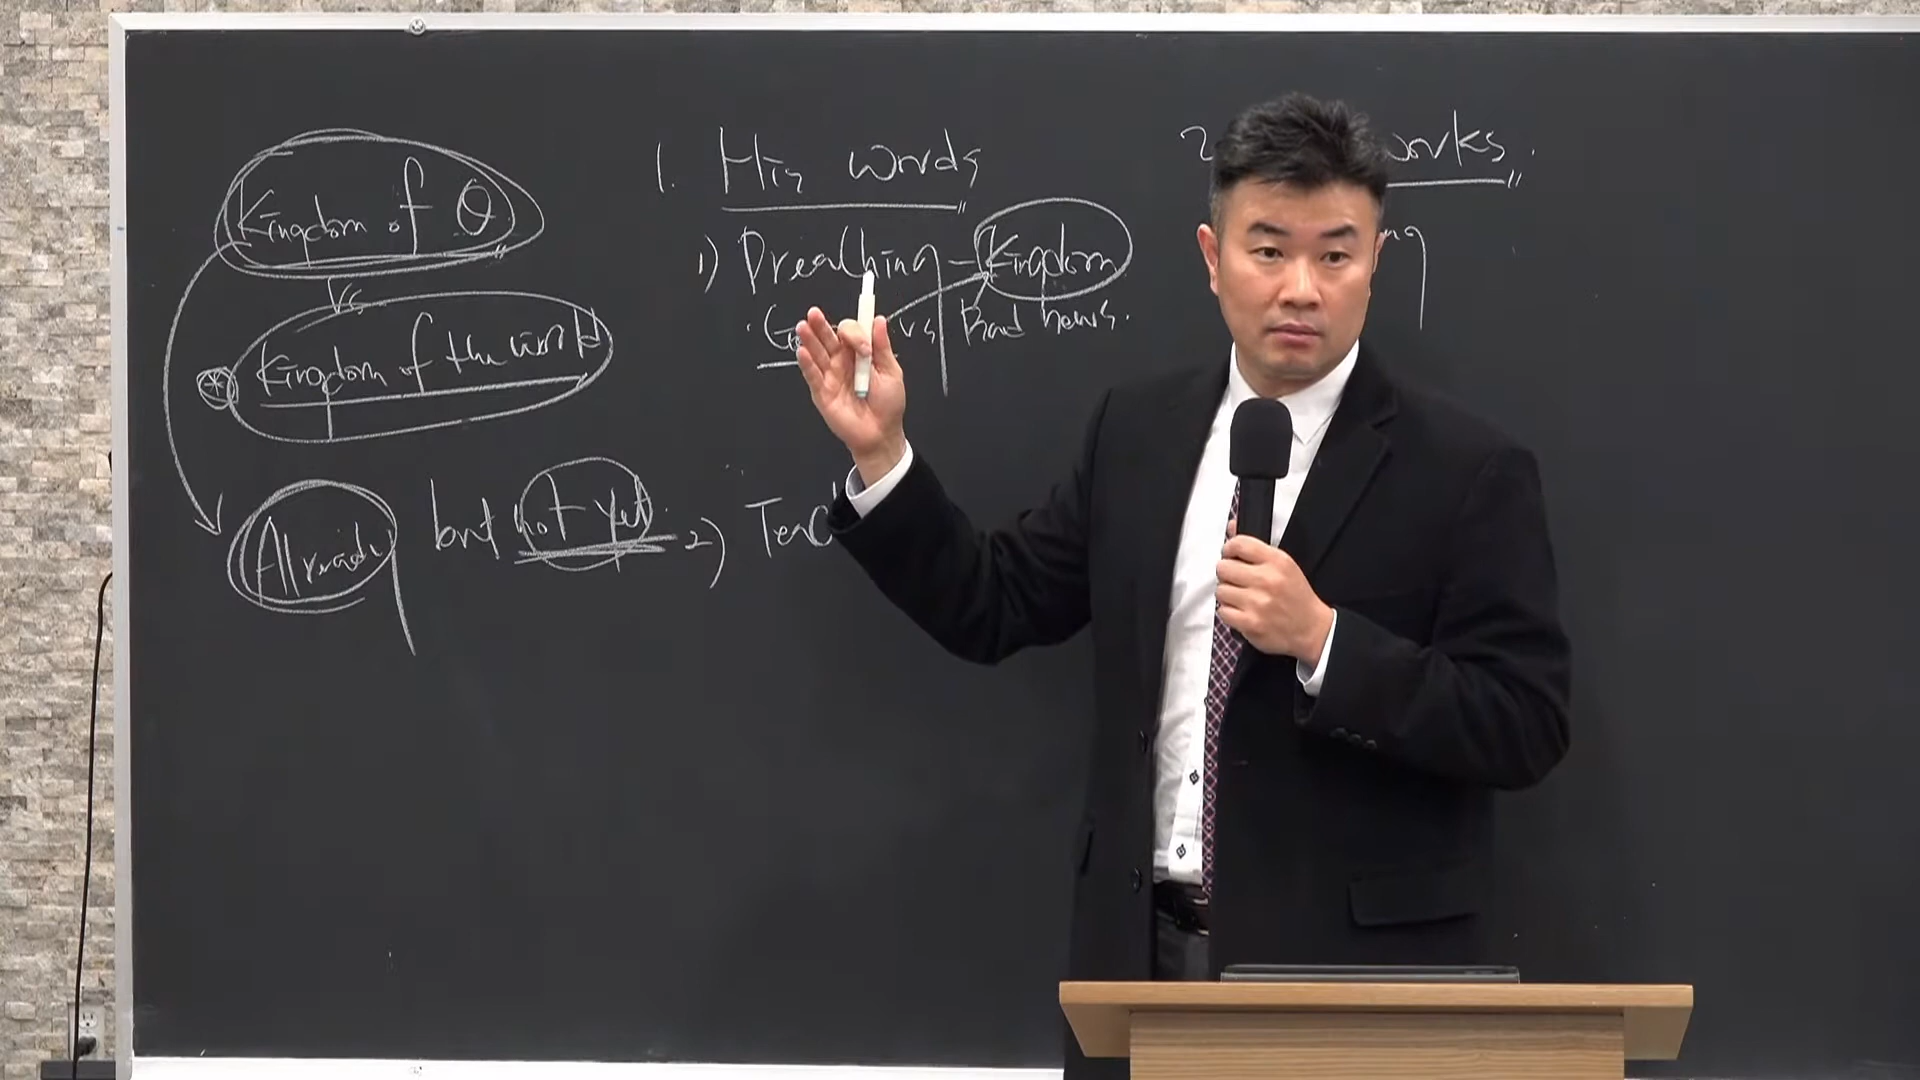 Kingdom of θ
vs
Kingdom of the world
Already but not yet.
1. His words
1) Preaching - Kingdom
vs Bad news.
2)
2 works.